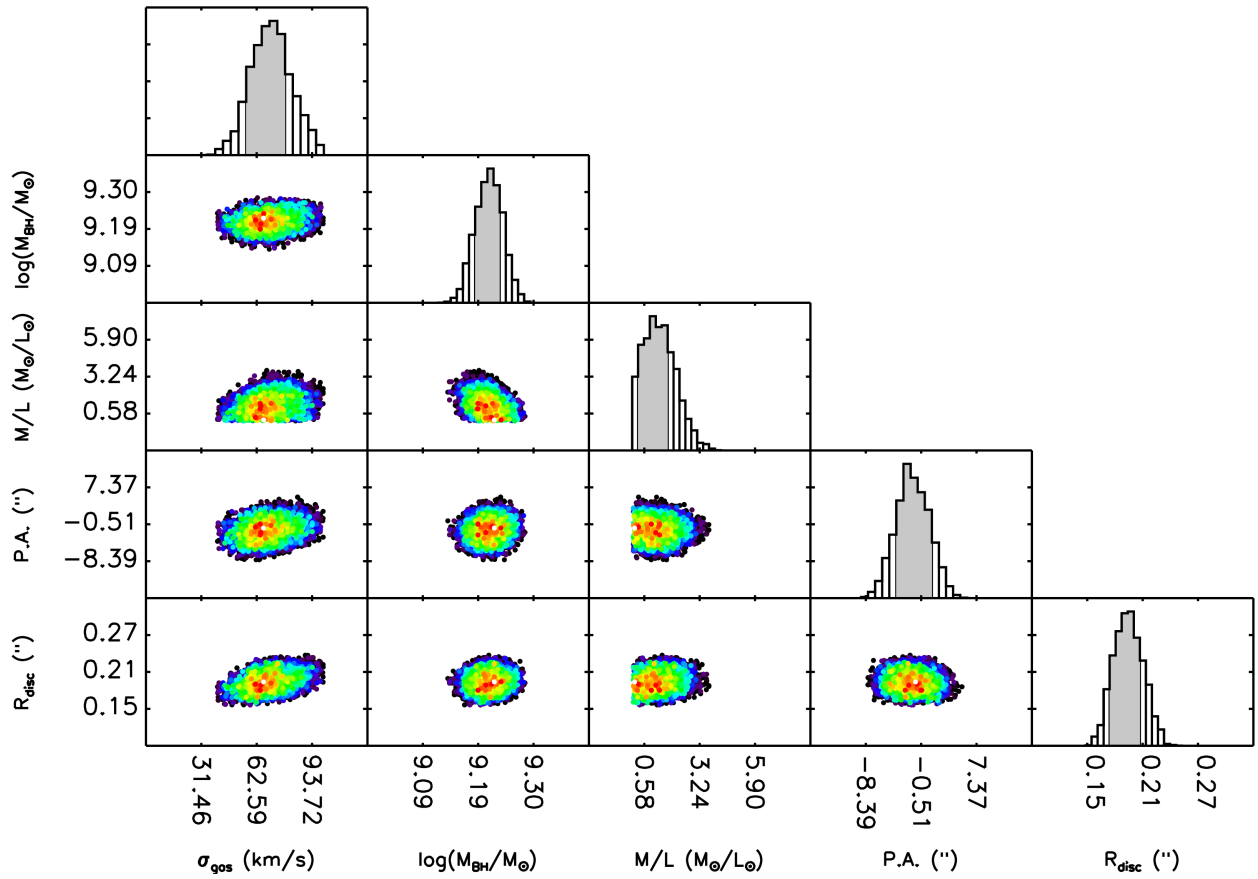 log(M_BH/M_⊙)
9.30
9.19
9.09
M/L (M_⊙/L_⊙)
5.90
3.24
0.58
P.A. (")
7.37
−0.51
−8.39
R_disc (")
0.27
0.21
0.15
31.46 62.59 93.72 9.09 9.19 9.30 0.58 3.24 5.90 −8.39 −0.51 7.37 0.15 0.21 0.27
σ_gas (km/s) log(M_BH/M_⊙) M/L (M_⊙/L_⊙) P.A. (") R_disc (")